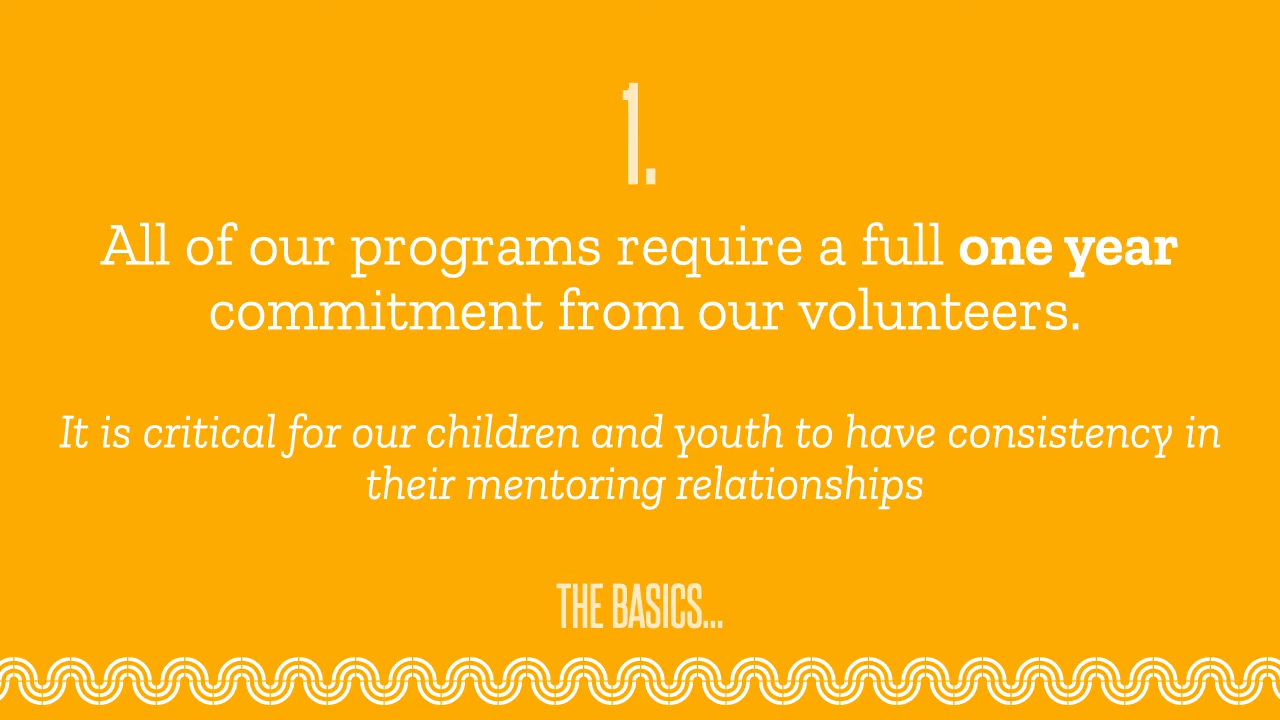 1.
All of our programs require a full one year
commitment from our volunteers.
It is critical for our children and youth to have consistency in
their mentoring relationships
THE BASICS...